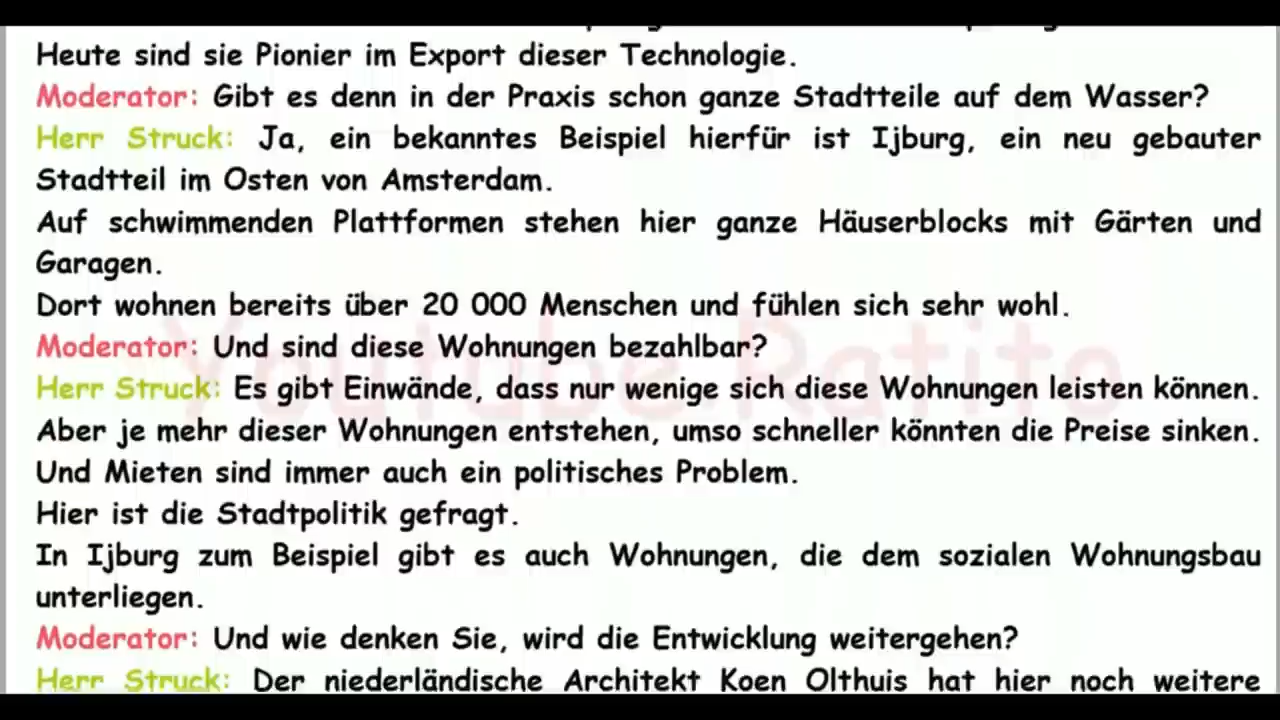 Heute sind sie Pionier im Export dieser Technologie.
Moderator: Gibt es denn in der Praxis schon ganze Stadtteile auf dem Wasser?
Herr Struck: Ja, ein bekanntes Beispiel hierfür ist Ijburg, ein neu gebauter
Stadtteil im Osten von Amsterdam.
Auf schwimmenden Plattformen stehen hier ganze Häuserblocks mit Gärten und
Garagen.
Dort wohnen bereits über 20 000 Menschen und fühlen sich sehr wohl.
Moderator: Und sind diese Wohnungen bezahlbar?
Herr Struck: Es gibt Einwände, dass nur wenige sich diese Wohnungen leisten können.
Aber je mehr dieser Wohnungen entstehen, umso schneller könnten die Preise sinken.
Und Mieten sind immer auch ein politisches Problem.
Hier ist die Stadtpolitik gefragt.
In Ijburg zum Beispiel gibt es auch Wohnungen, die dem sozialen Wohnungsbau
unterliegen.
Moderator: Und wie denken Sie, wird die Entwicklung weitergehen?
Herr Struck: Der niederländische Architekt Koen Olthuis hat hier noch weitere
Youtube Ratito